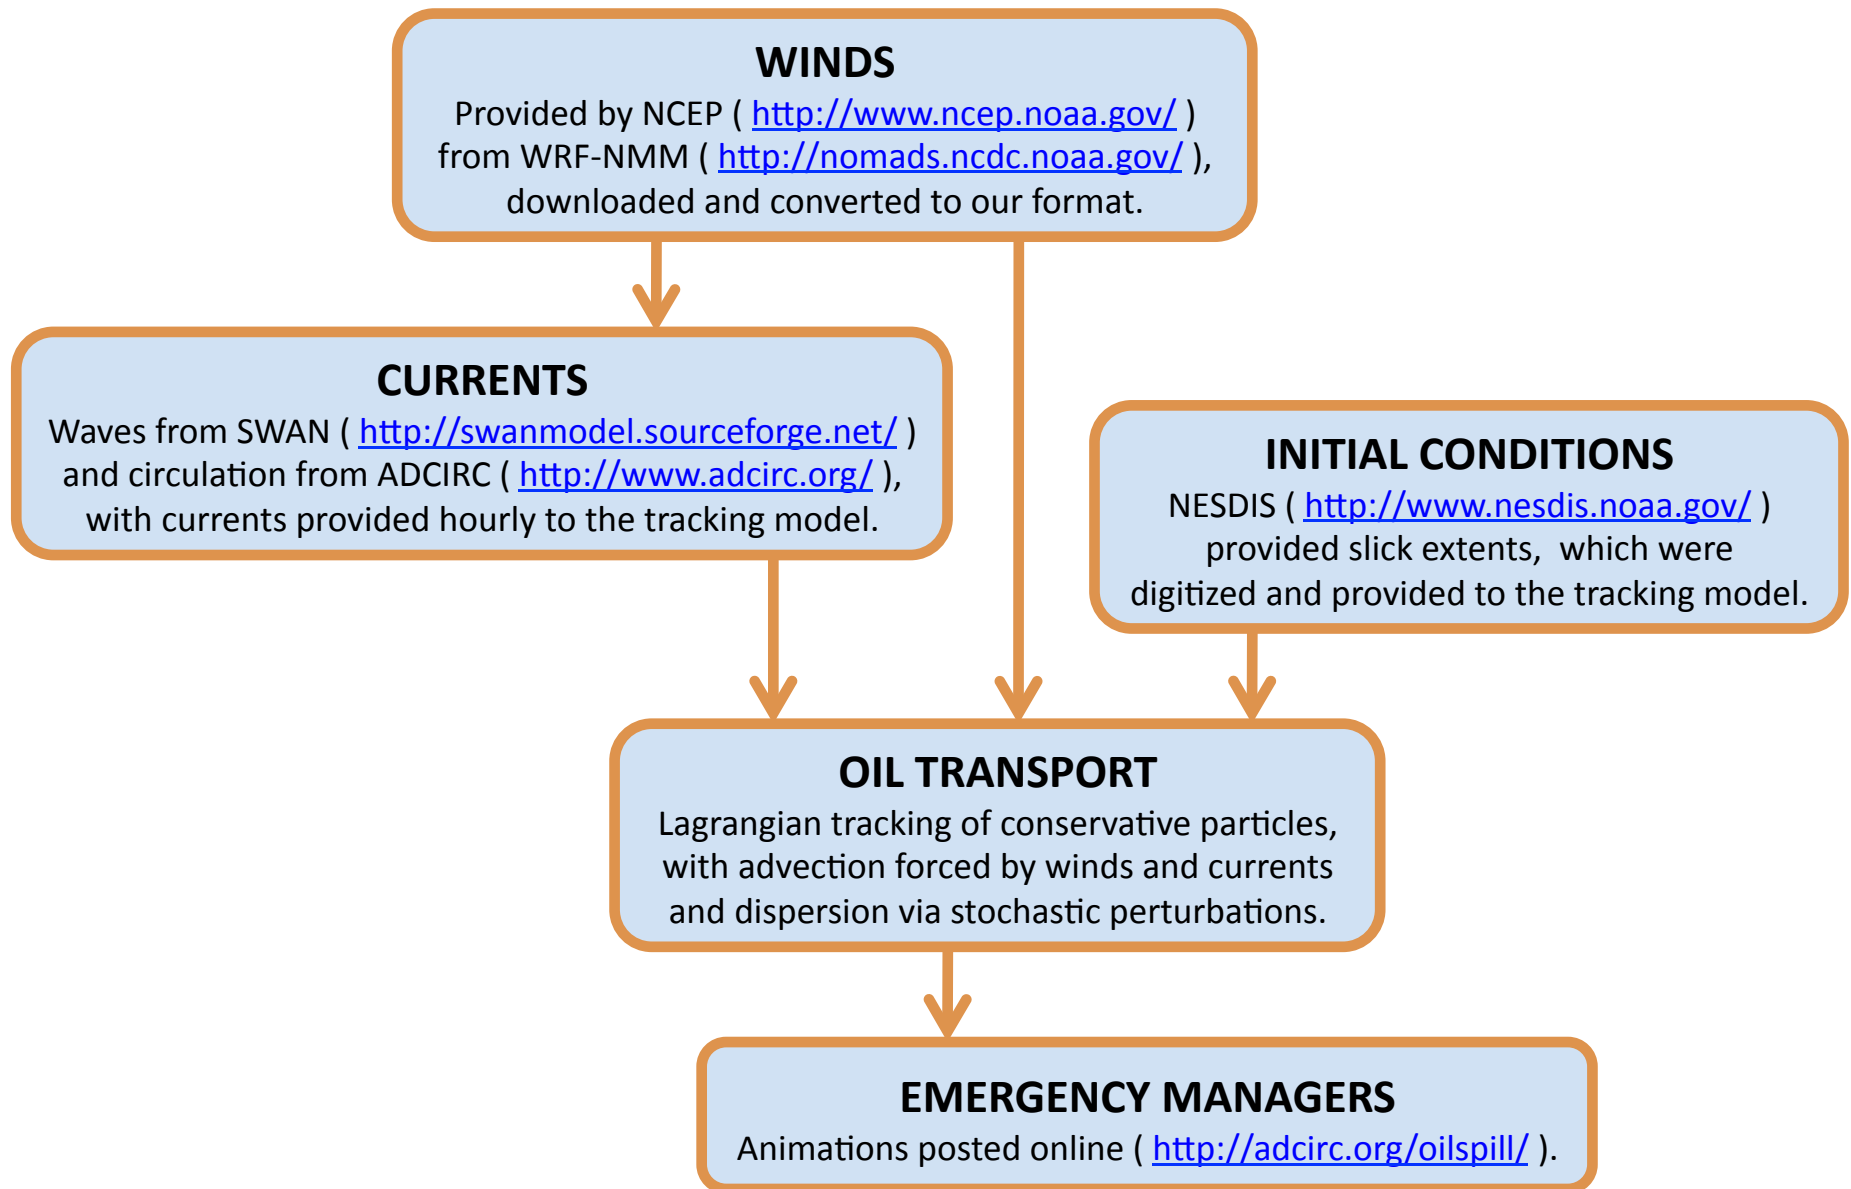 WINDS
Provided by NCEP ( http://www.ncep.noaa.gov/ )
from WRF-NMM ( http://nomads.ncdc.noaa.gov/ ),
downloaded and converted to our format.
CURRENTS
Waves from SWAN ( http://swanmodel.sourceforge.net/ )
and circulation from ADCIRC ( http://www.adcirc.org/ ),
with currents provided hourly to the tracking model.
INITIAL CONDITIONS
NESDIS ( http://www.nesdis.noaa.gov/ )
provided slick extents,  which were
digitized and provided to the tracking model.
OIL TRANSPORT
Lagrangian tracking of conservative particles,
with advection forced by winds and currents
and dispersion via stochastic perturbations.
EMERGENCY MANAGERS
Animations posted online ( http://adcirc.org/oilspill/ ).